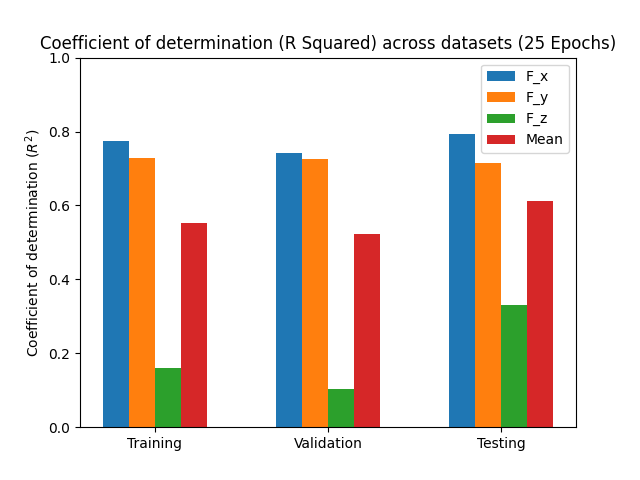 Coefficient of determination (R Squared) across datasets (25 Epochs)
1.0
0.8
0.6
0.4
0.2
0.0
Coefficient of determination (R²)
F_x
F_y
F_z
Mean
Training
Validation
Testing